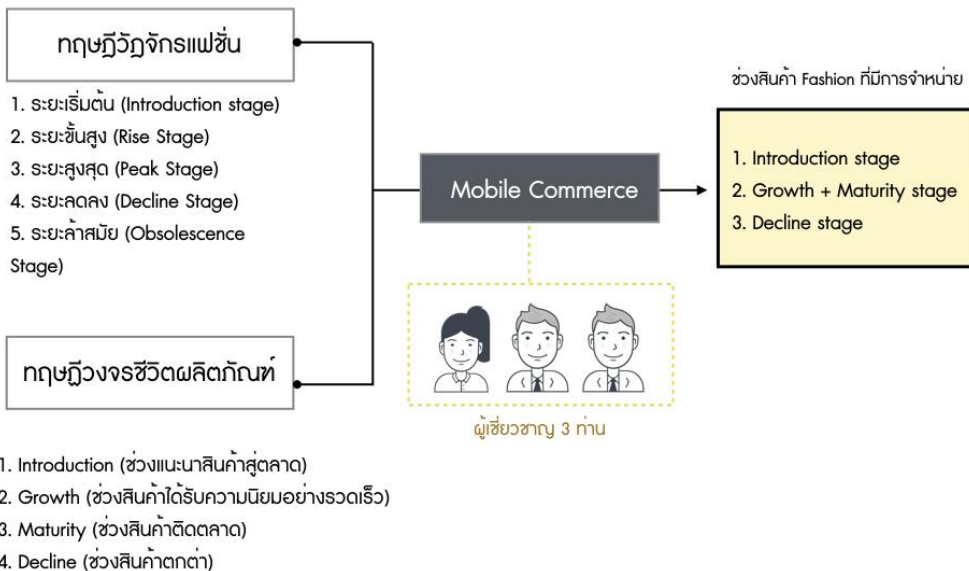 ทฤษฎีวัฏจักรแฟชั่น
1. ระยะเริ่มต้น (Introduction stage)
2. ระยะขั้นสูง (Rise Stage)
3. ระยะสูงสุด (Peak Stage)
4. ระยะลดลง (Decline Stage)
5. ระยะล้าสมัย (Obsolescence
Stage)
ทฤษฎีวงจรชีวิตผลิตภัณฑ์
1. Introduction (ช่วงแนะนาสินค้าสู่ตลาด)
2. Growth (ช่วงสินค้าได้รับความนิยมอย่างรวดเร็ว)
3. Maturity (ช่วงสินค้าติดตลาด)
4. Decline (ช่วงสินค้าตกต่า)
Mobile Commerce
ผู้เชี่ยวชาญ 3 ท่าน
ช่วงสินค้า Fashion ที่มีการจำหน่าย
1. Introduction stage
2. Growth + Maturity stage
3. Decline stage